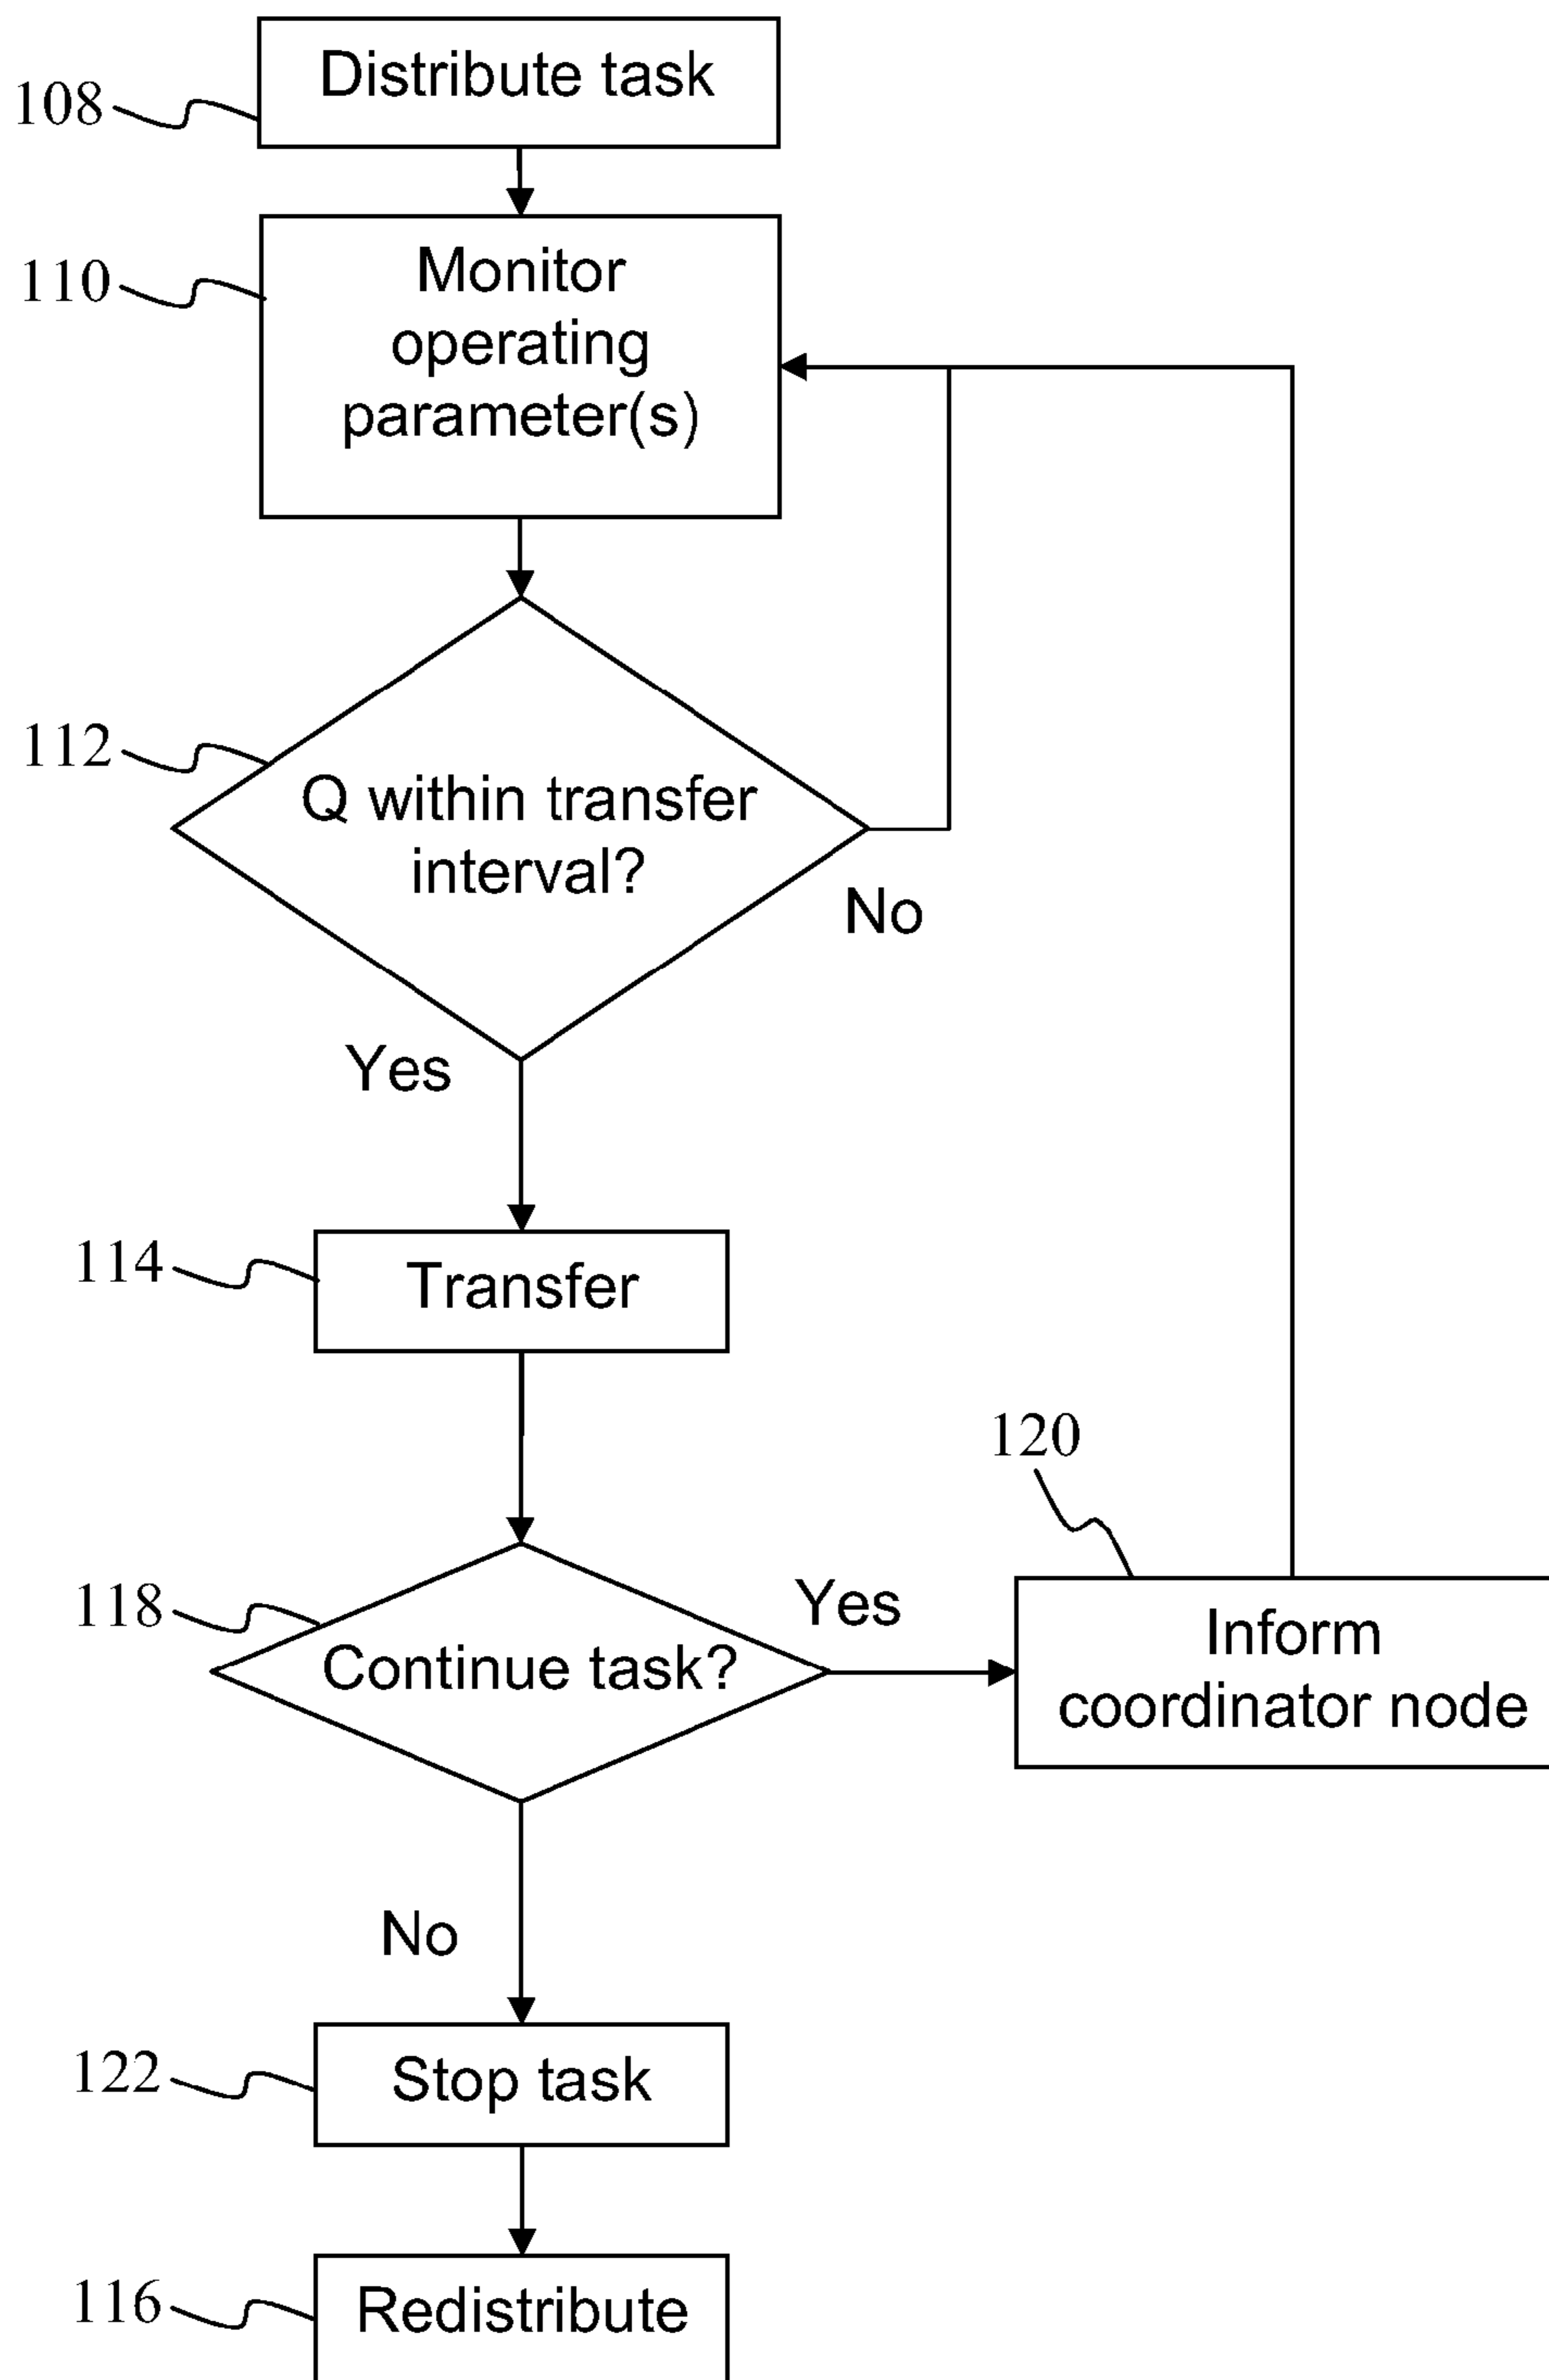 Distribute task
108
Monitor
operating
parameter(s)
110
112
Q within transfer
interval?
No
Yes
114
Transfer
120
118
Continue task?
Yes
Inform
coordinator node
No
122
Stop task
116
Redistribute